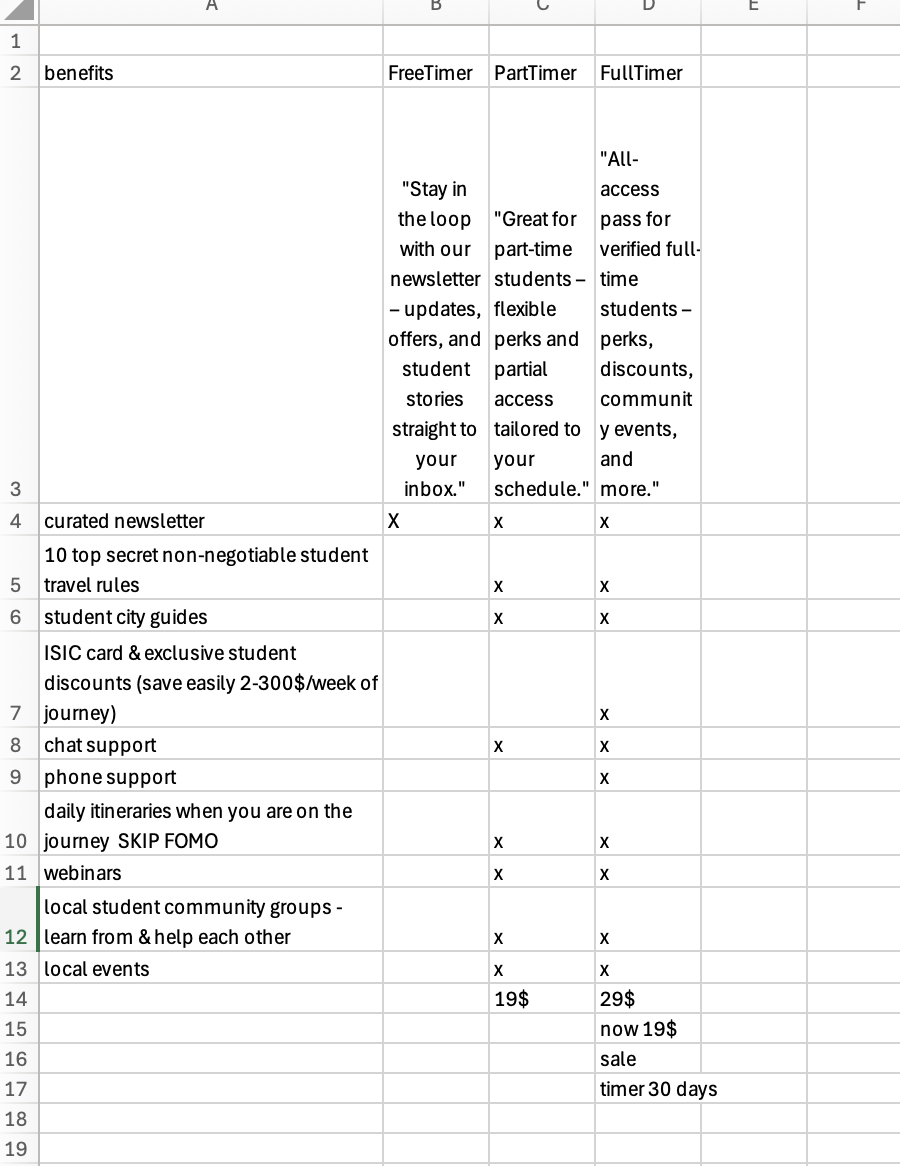 A B C D E F
1
2 benefits FreeTimer PartTimer FullTimer
"All-
access
"Stay in pass for
the loop "Great for verified full-
with our part-time time
newsletter students – students –
– updates, flexible perks,
offers, and perks and discounts,
student partial communit
stories access y events,
straight to tailored to and
your your more."
3 inbox." schedule."
4 curated newsletter X x x
10 top secret non-negotiable student
5 travel rules x x
6 student city guides x x
ISIC card & exclusive student
discounts (save easily 2-300$/week of
7 journey) x
8 chat support x x
9 phone support x
daily itineraries when you are on the
10 journey  SKIP FOMO x x
11 webinars x x
local student community groups -
12 learn from & help each other x x
13 local events x x
14 19$ 29$
15 now 19$
16 sale
17 timer 30 days
18
19